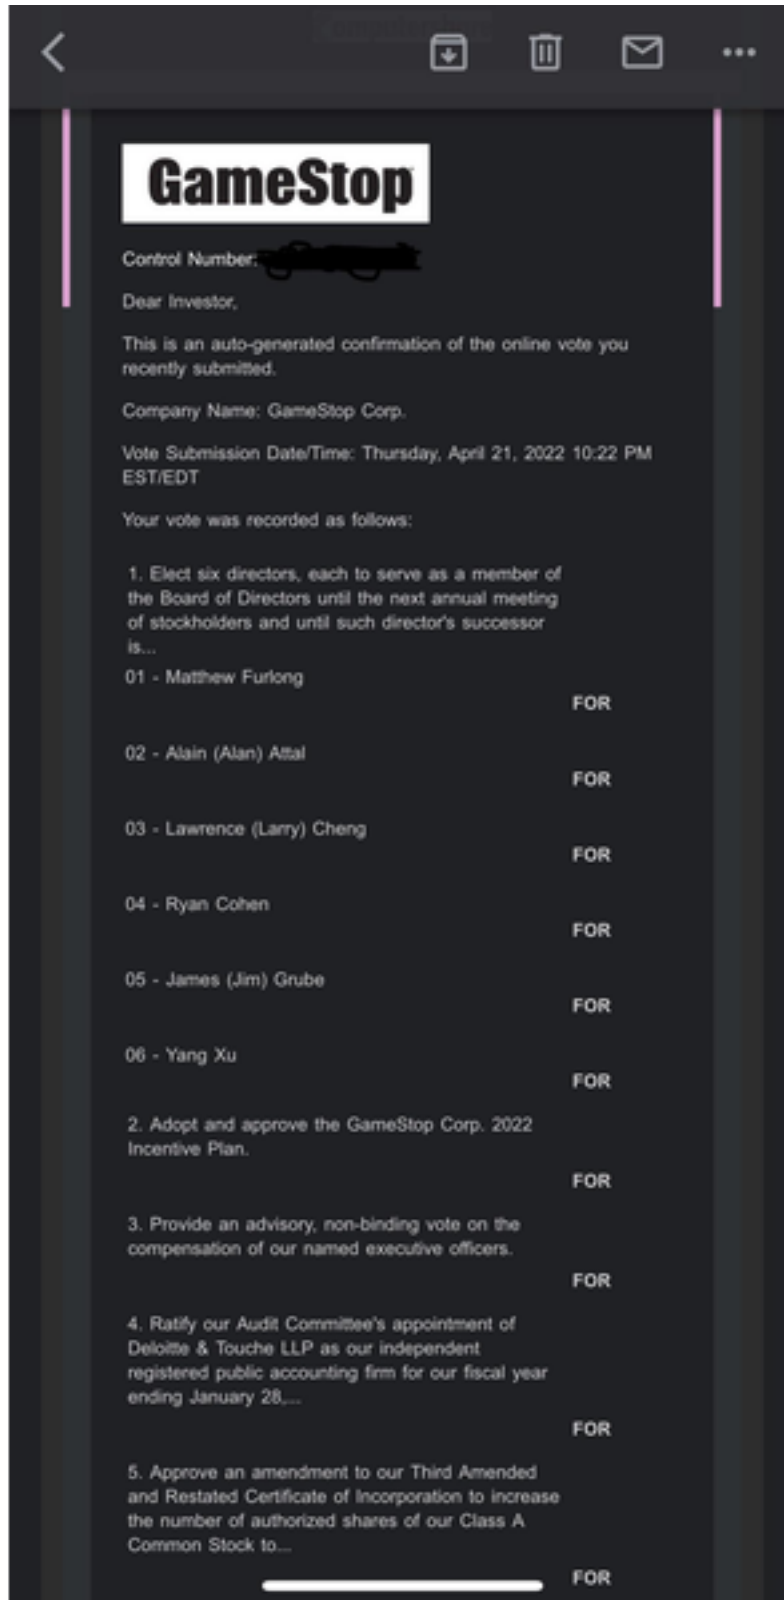 GameStop
Control Number:
Dear Investor,
This is an auto-generated confirmation of the online vote you
recently submitted.
Company Name: GameStop Corp.
Vote Submission Date/Time: Thursday, April 21, 2022 10:22 PM
EST/EDT
Your vote was recorded as follows:
1. Elect six directors, each to serve as a member of
the Board of Directors until the next annual meeting
of stockholders and until such director's successor
is...
01 - Matthew Furlong
FOR
02 - Alain (Alan) Attal
FOR
03 - Lawrence (Larry) Cheng
FOR
04 - Ryan Cohen
FOR
05 - James (Jim) Grube
FOR
06 - Yang Xu
FOR
2. Adopt and approve the GameStop Corp. 2022
Incentive Plan.
FOR
3. Provide an advisory, non-binding vote on the
compensation of our named executive officers.
FOR
4. Ratify our Audit Committee's appointment of
Deloitte & Touche LLP as our independent
registered public accounting firm for our fiscal year
ending January 28,...
FOR
5. Approve an amendment to our Third Amended
and Restated Certificate of Incorporation to increase
the number of authorized shares of our Class A
Common Stock to...
FOR